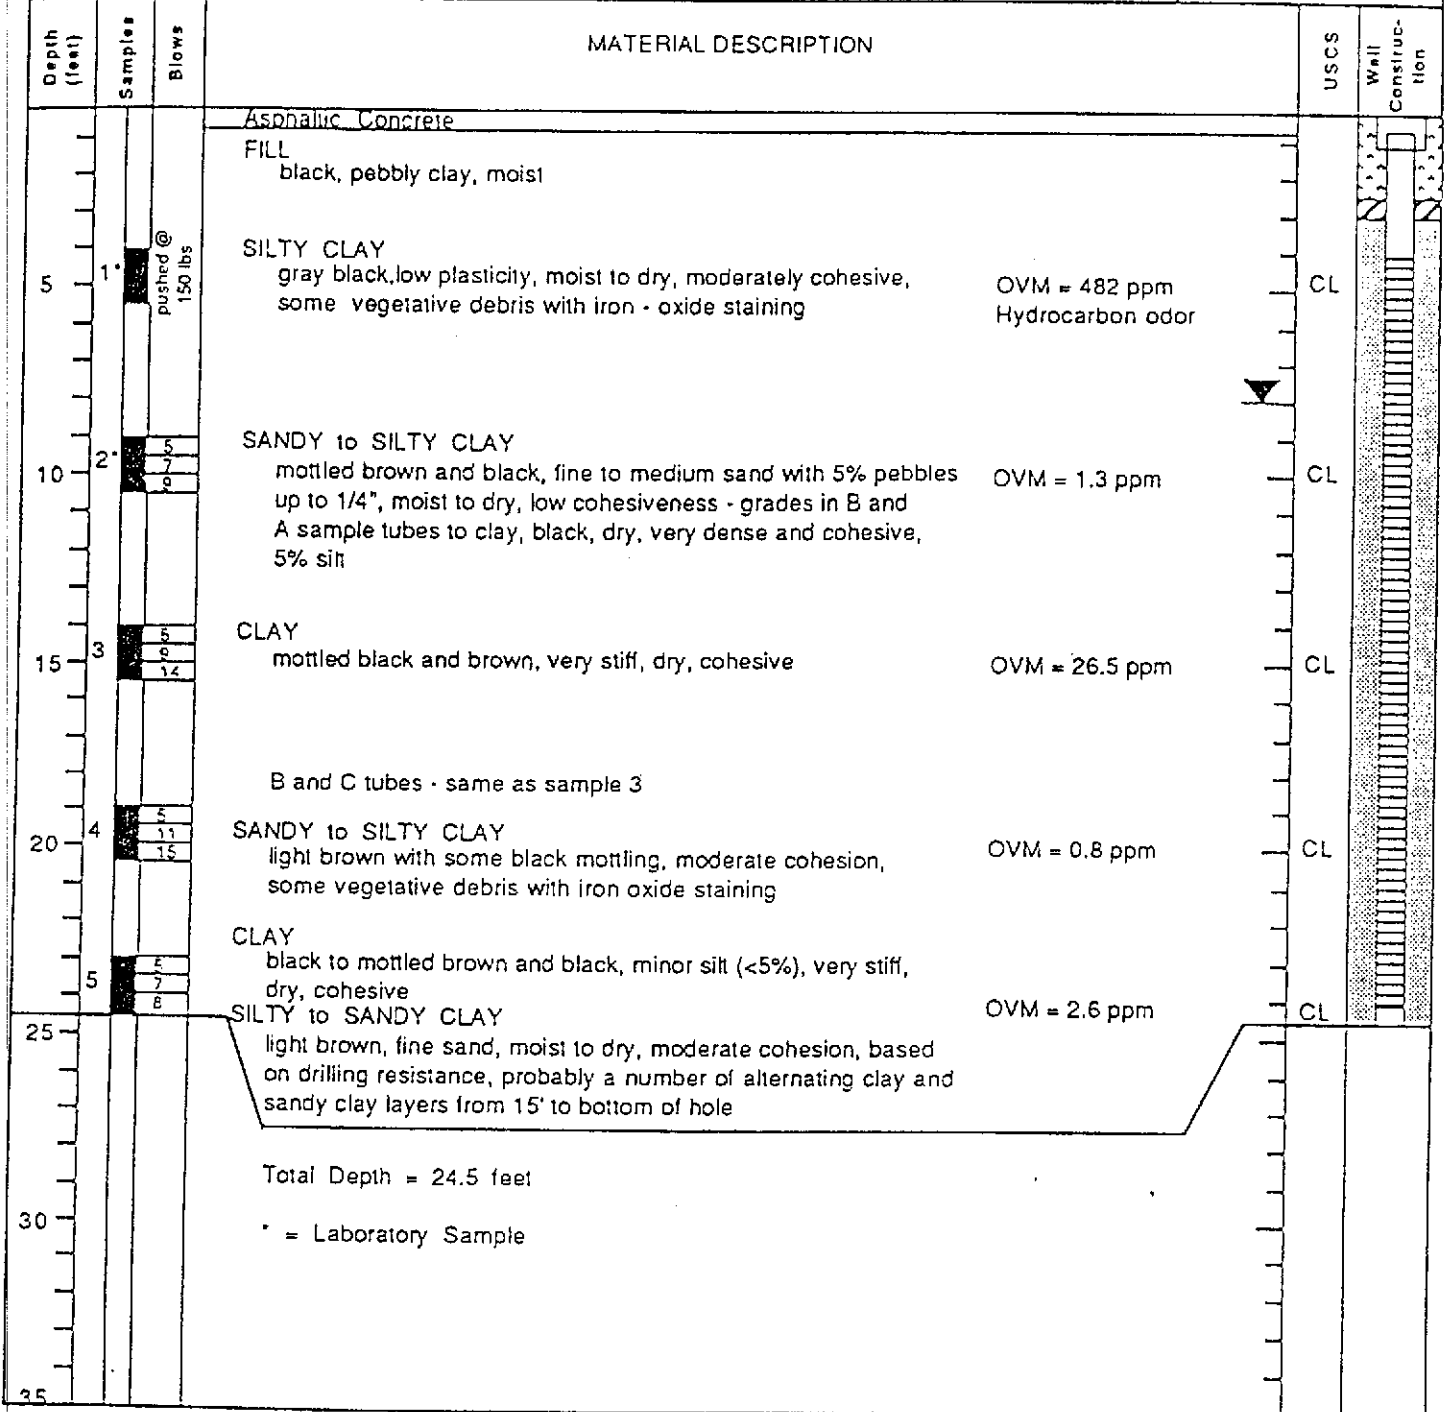 Depth (feet)
Samples
Blows
MATERIAL DESCRIPTION
USCS
Well Construc-tion
Asphaltic Concrete
FILL
black, pebbly clay, moist
SILTY CLAY
gray black,low plasticity, moist to dry, moderately cohesive,
some vegetative debris with iron - oxide staining
5
1*
pushed @ 150 lbs
OVM = 482 ppm
Hydrocarbon odor
CL
SANDY to SILTY CLAY
mottled brown and black, fine to medium sand with 5% pebbles
up to 1/4", moist to dry, low cohesiveness - grades in B and
A sample tubes to clay, black, dry, very dense and cohesive,
5% silt
10
2*
5
7
OVM = 1.3 ppm
CL
CLAY
mottled black and brown, very stiff, dry, cohesive
15
3
5
9
14
OVM = 26.5 ppm
CL
B and C tubes - same as sample 3
SANDY to SILTY CLAY
light brown with some black mottling, moderate cohesion,
some vegetative debris with iron oxide staining
20
4
5
11
15
OVM = 0.8 ppm
CL
CLAY
black to mottled brown and black, minor silt (<5%), very stiff,
dry, cohesive
5
7
8
SILTY to SANDY CLAY
light brown, fine sand, moist to dry, moderate cohesion, based
on drilling resistance, probably a number of alternating clay and
sandy clay layers from 15' to bottom of hole
OVM = 2.6 ppm
CL
25
Total Depth = 24.5 feet
30
* = Laboratory Sample
35